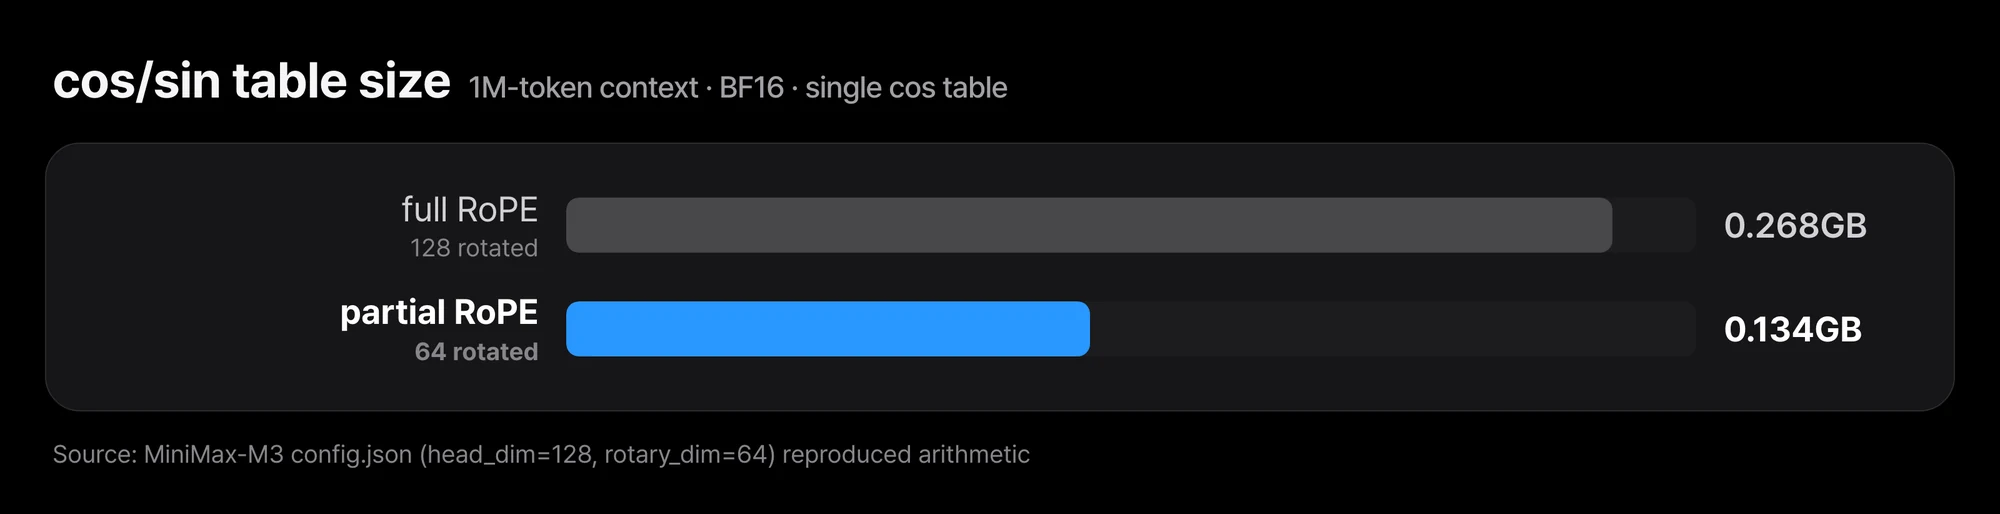 cos/sin table size 1M-token context · BF16 · single cos table
full RoPE
128 rotated
0.268GB
partial RoPE
64 rotated
0.134GB
Source: MiniMax-M3 config.json (head_dim=128, rotary_dim=64) reproduced arithmetic